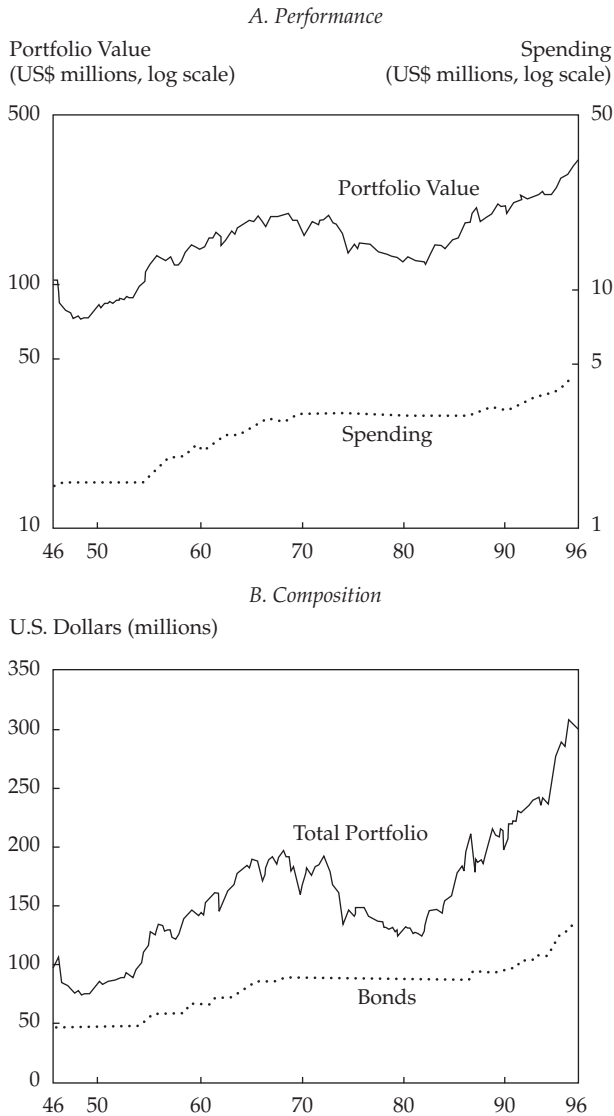 A. Performance
Portfolio Value
(US$ millions, log scale)
Spending
(US$ millions, log scale)
500
50
Portfolio Value
100
10
50
5
Spending
10
1
46 50 60 70 80 90 96
B. Composition
U.S. Dollars (millions)
350
300
250
Total Portfolio
200
150
100
Bonds
50
0
46 50 60 70 80 90 96